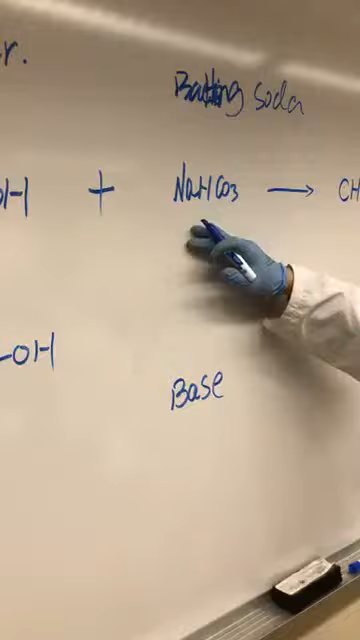 r.
Baking soda
OH + NaHCO3 → CH
-OH
Base